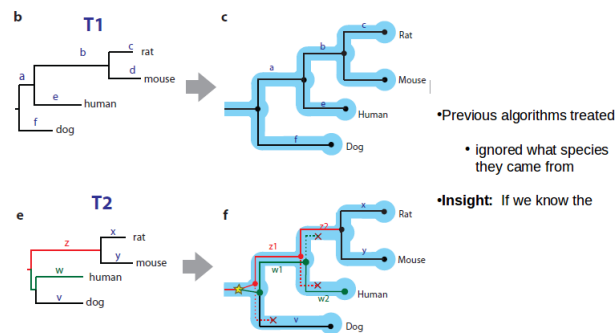 b
T1
a
b
c
d
e
f
rat
mouse
human
dog
c
a
b
c
e
f
Rat
Mouse
Human
Dog
•Previous algorithms treated
• ignored what species
they came from
•Insight: If we know the
e
T2
z
x
y
w
v
rat
mouse
human
dog
f
z1
z2
w1
w2
x
y
v
Rat
Mouse
Human
Dog